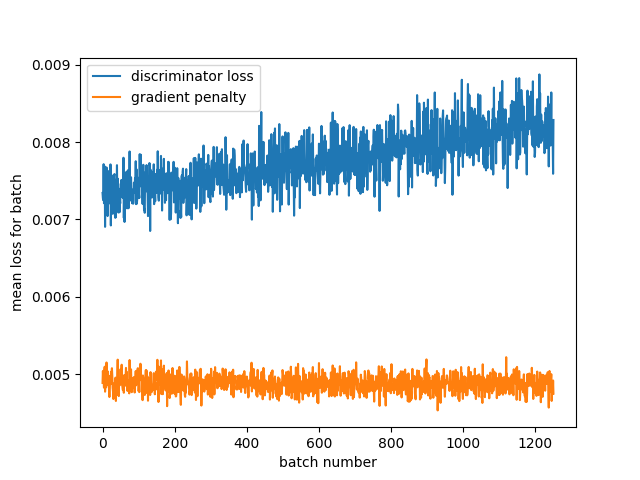 discriminator loss
gradient penalty
0.009
0.008
0.007
0.006
0.005
mean loss for batch
0 200 400 600 800 1000 1200
batch number